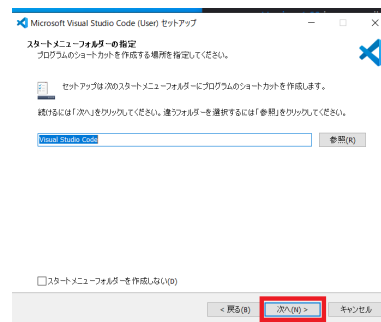 Microsoft Visual Studio Code (User) セットアップ
スタートメニューフォルダーの指定
プログラムのショートカットを作成する場所を指定してください。
セットアップは次のスタートメニューフォルダーにプログラムのショートカットを作成します。
続けるには「次へ」をクリックしてください。違うフォルダーを選択するには「参照」をクリックしてください。
Visual Studio Code
参照(R)
スタートメニューフォルダーを作成しない(D)
< 戻る(B)
次へ(N) >
キャンセル